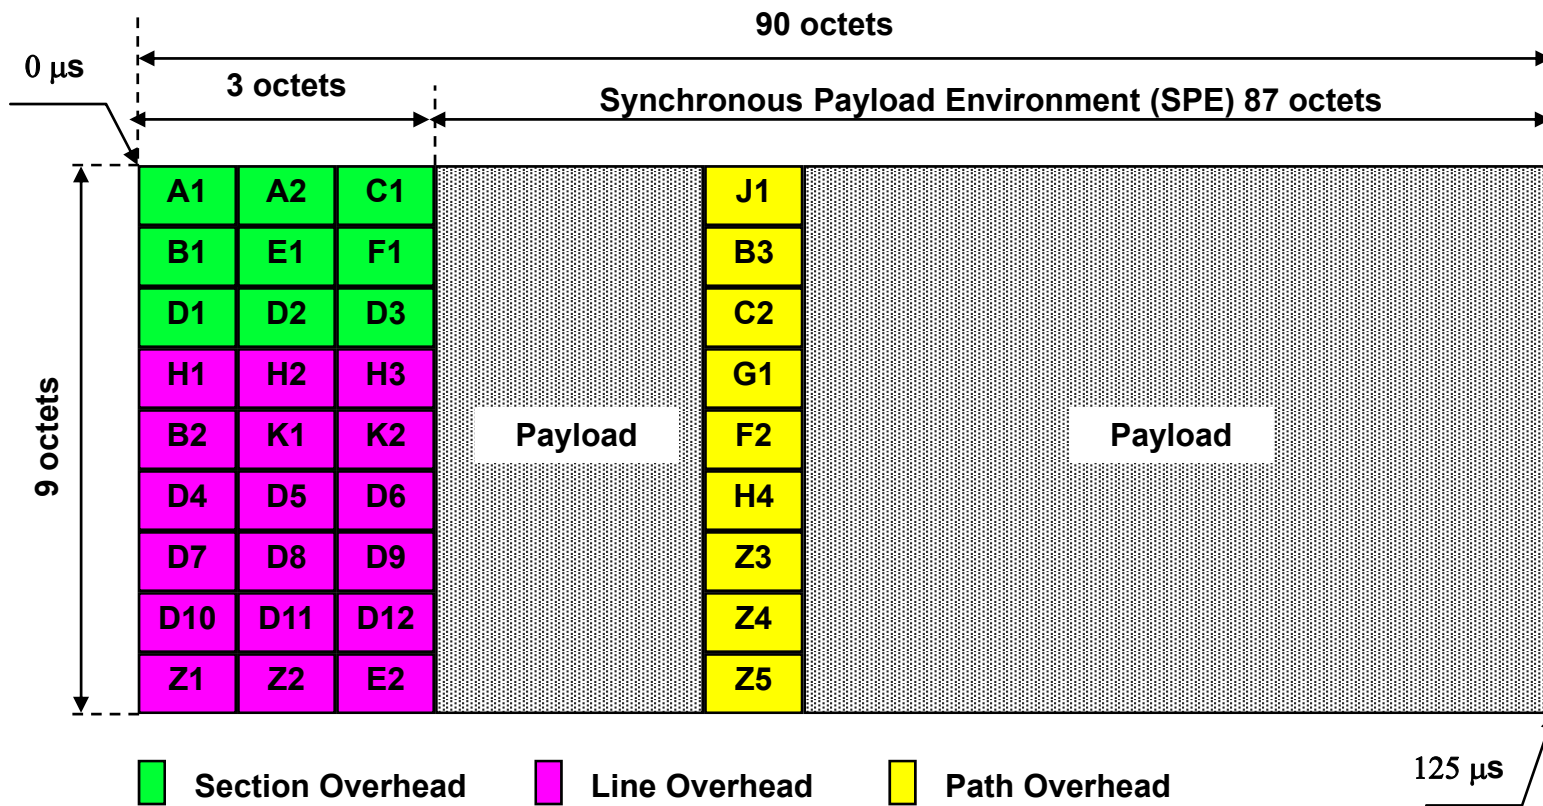 90 octets
0 μs
3 octets
Synchronous Payload Environment (SPE) 87 octets
9 octets
A1 A2 C1 J1
B1 E1 F1 B3
D1 D2 D3 C2
H1 H2 H3 G1
B2 K1 K2 Payload F2 Payload
D4 D5 D6 H4
D7 D8 D9 Z3
D10 D11 D12 Z4
Z1 Z2 E2 Z5
Section Overhead Line Overhead Path Overhead
125 μs